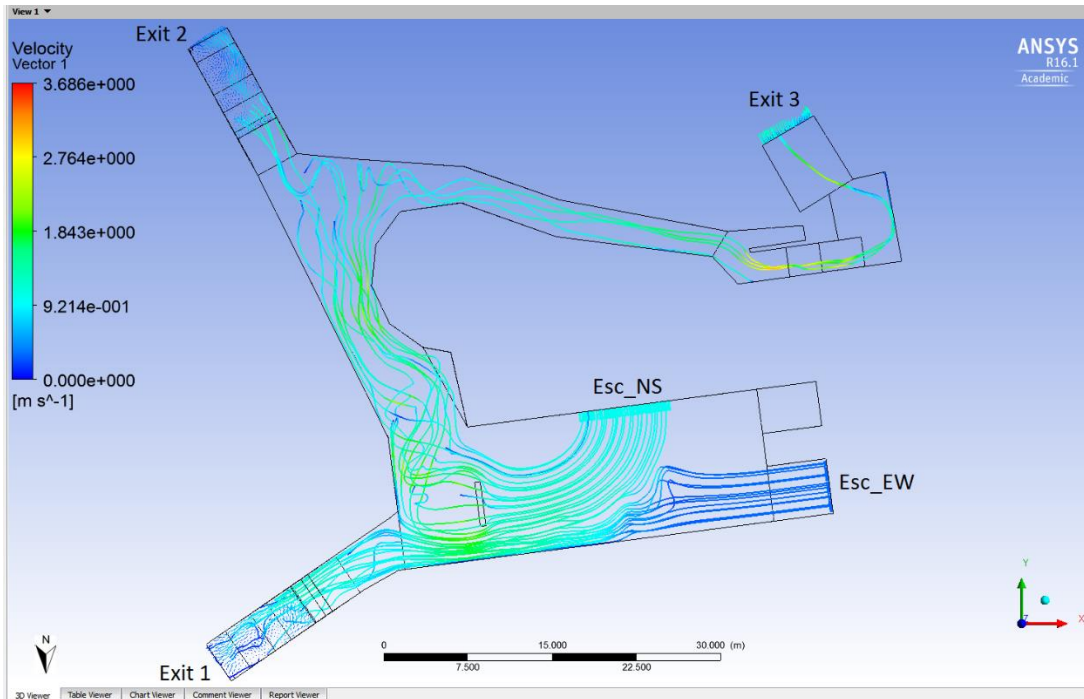 View 1
Exit 2
Velocity
Vector 1
3.686e+000
2.764e+000
1.843e+000
9.214e-001
0.000e+000
[m s^-1]
ANSYS
R16.1
Academic
Exit 3
Esc_NS
Esc_EW
Exit 1
N
0 15.000 30.000 (m)
7.500 22.500
Y
X
Z
3D Viewer Table Viewer Chart Viewer Comment Viewer Report Viewer